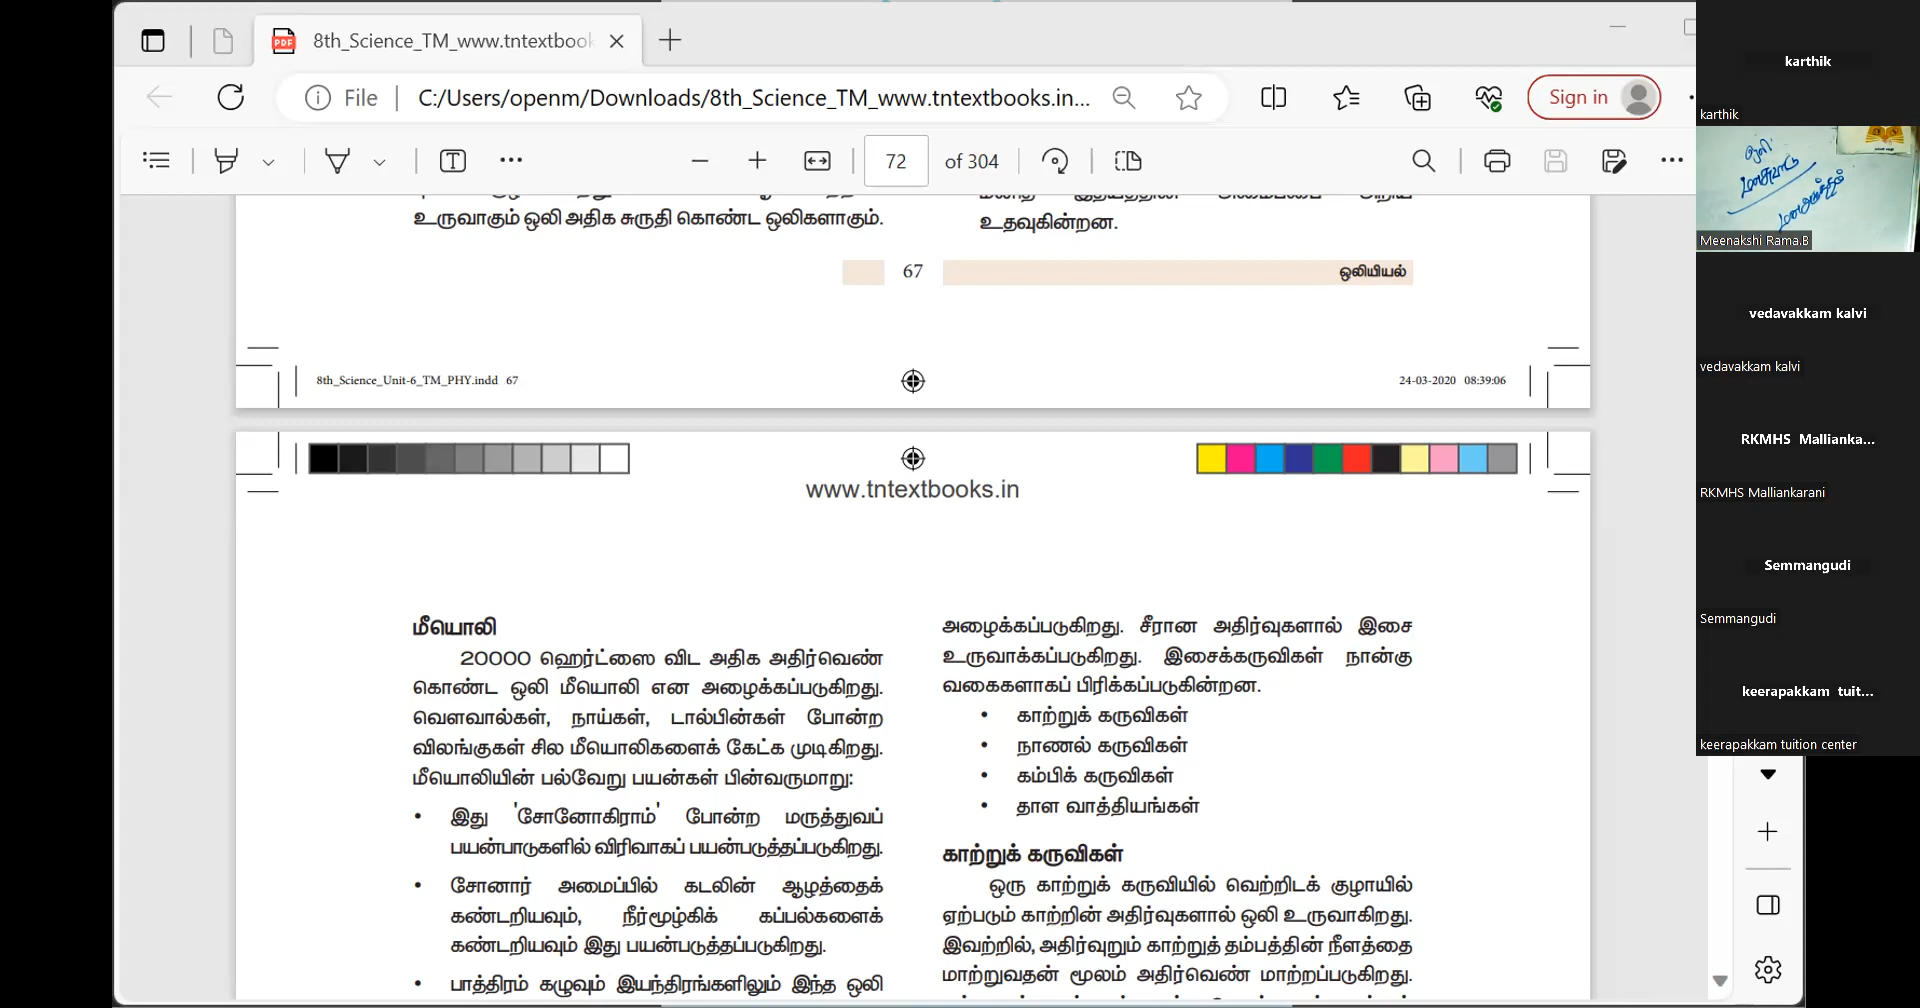 8th_Science_TM_www.tntextbook
File
C:/Users/openm/Downloads/8th_Science_TM_www.tntextbooks.in...
Sign in
72 of 304
உருவாகும் ஒலி அதிக சுருதி கொண்ட ஒலிகளாகும்.
உதவுகின்றன.
67
ஒலியியல்
8th_Science_Unit-6_TM_PHY.indd 67
24-03-2020 08:39:06
www.tntextbooks.in
மீயொலி
20000 ஹெர்ட்ஸை விட அதிக அதிர்வெண்
கொண்ட ஒலி மீயொலி என அழைக்கப்படுகிறது.
வௌவால்கள், நாய்கள், டால்பின்கள் போன்ற
விலங்குகள் சில மீயொலிகளைக் கேட்க முடிகிறது.
மீயொலியின் பல்வேறு பயன்கள் பின்வருமாறு:
• இது 'சோனோகிராம்' போன்ற மருத்துவப்
பயன்பாடுகளில் விரிவாகப் பயன்படுத்தப்படுகிறது.
• சோனார் அமைப்பில் கடலின் ஆழத்தைக்
கண்டறியவும், நீர்மூழ்கிக் கப்பல்களைக்
கண்டறியவும் இது பயன்படுத்தப்படுகிறது.
• பாத்திரம் கழுவும் இயந்திரங்களிலும் இந்த ஒலி
அழைக்கப்படுகிறது. சீரான அதிர்வுகளால் இசை
உருவாக்கப்படுகிறது. இசைக்கருவிகள் நான்கு
வகைகளாகப் பிரிக்கப்படுகின்றன.
• காற்றுக் கருவிகள்
• நாணல் கருவிகள்
• கம்பிக் கருவிகள்
• தாள வாத்தியங்கள்
காற்றுக் கருவிகள்
ஒரு காற்றுக் கருவியில் வெற்றிடக் குழாயில்
ஏற்படும் காற்றின் அதிர்வுகளால் ஒலி உருவாகிறது.
இவற்றில், அதிர்வுறும் காற்றுத் தம்பத்தின் நீளத்தை
மாற்றுவதன் மூலம் அதிர்வெண் மாற்றப்படுகிறது.
karthik
karthik
Meenakshi Rama.B
vedavakkam kalvi
vedavakkam kalvi
RKMHS Mallianka...
RKMHS Malliankarani
Semmangudi
Semmangudi
keerapakkam tuit...
keerapakkam tuition center